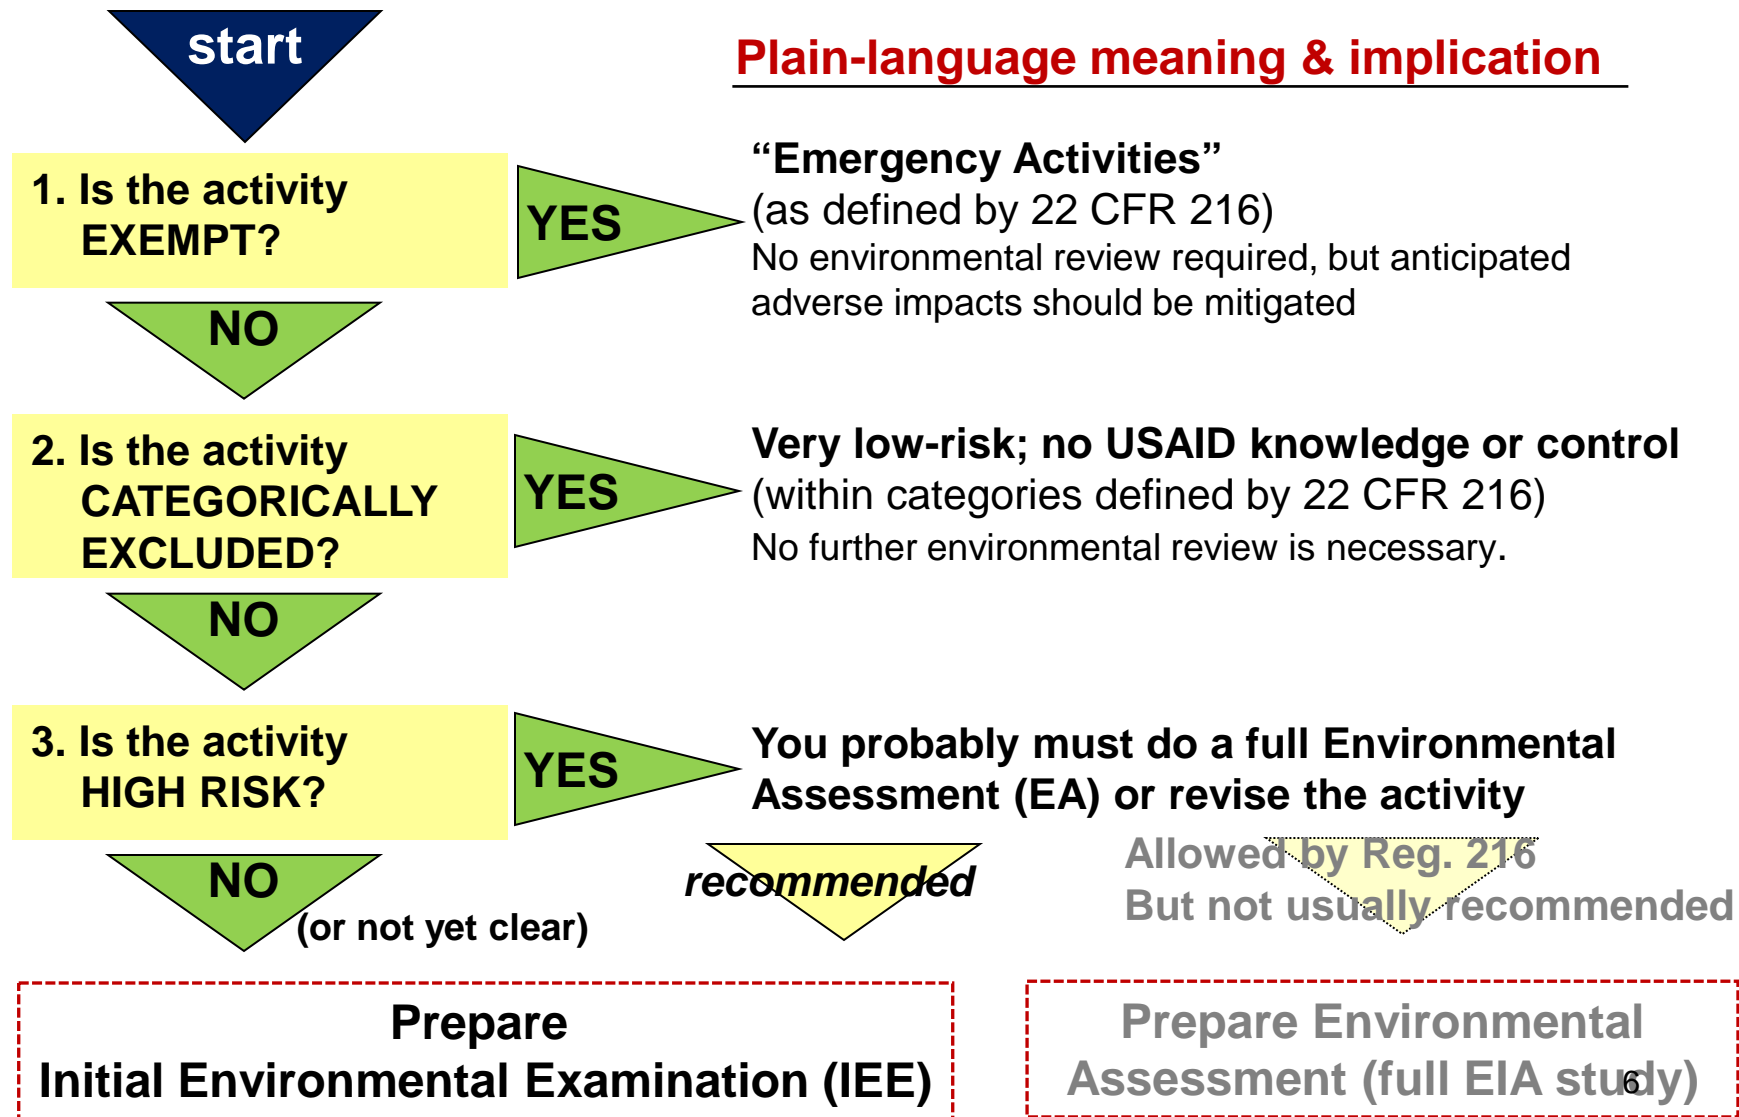 start
Plain-language meaning & implication
1. Is the activity
EXEMPT?
YES
“Emergency Activities”
(as defined by 22 CFR 216)
No environmental review required, but anticipated
adverse impacts should be mitigated
NO
2. Is the activity
CATEGORICALLY
EXCLUDED?
YES
Very low-risk; no USAID knowledge or control
(within categories defined by 22 CFR 216)
No further environmental review is necessary.
NO
3. Is the activity
HIGH RISK?
YES
You probably must do a full Environmental
Assessment (EA) or revise the activity
NO
(or not yet clear)
recommended
Allowed by Reg. 216
But not usually recommended
Prepare
Initial Environmental Examination (IEE)
Prepare Environmental
Assessment (full EIA study)
6